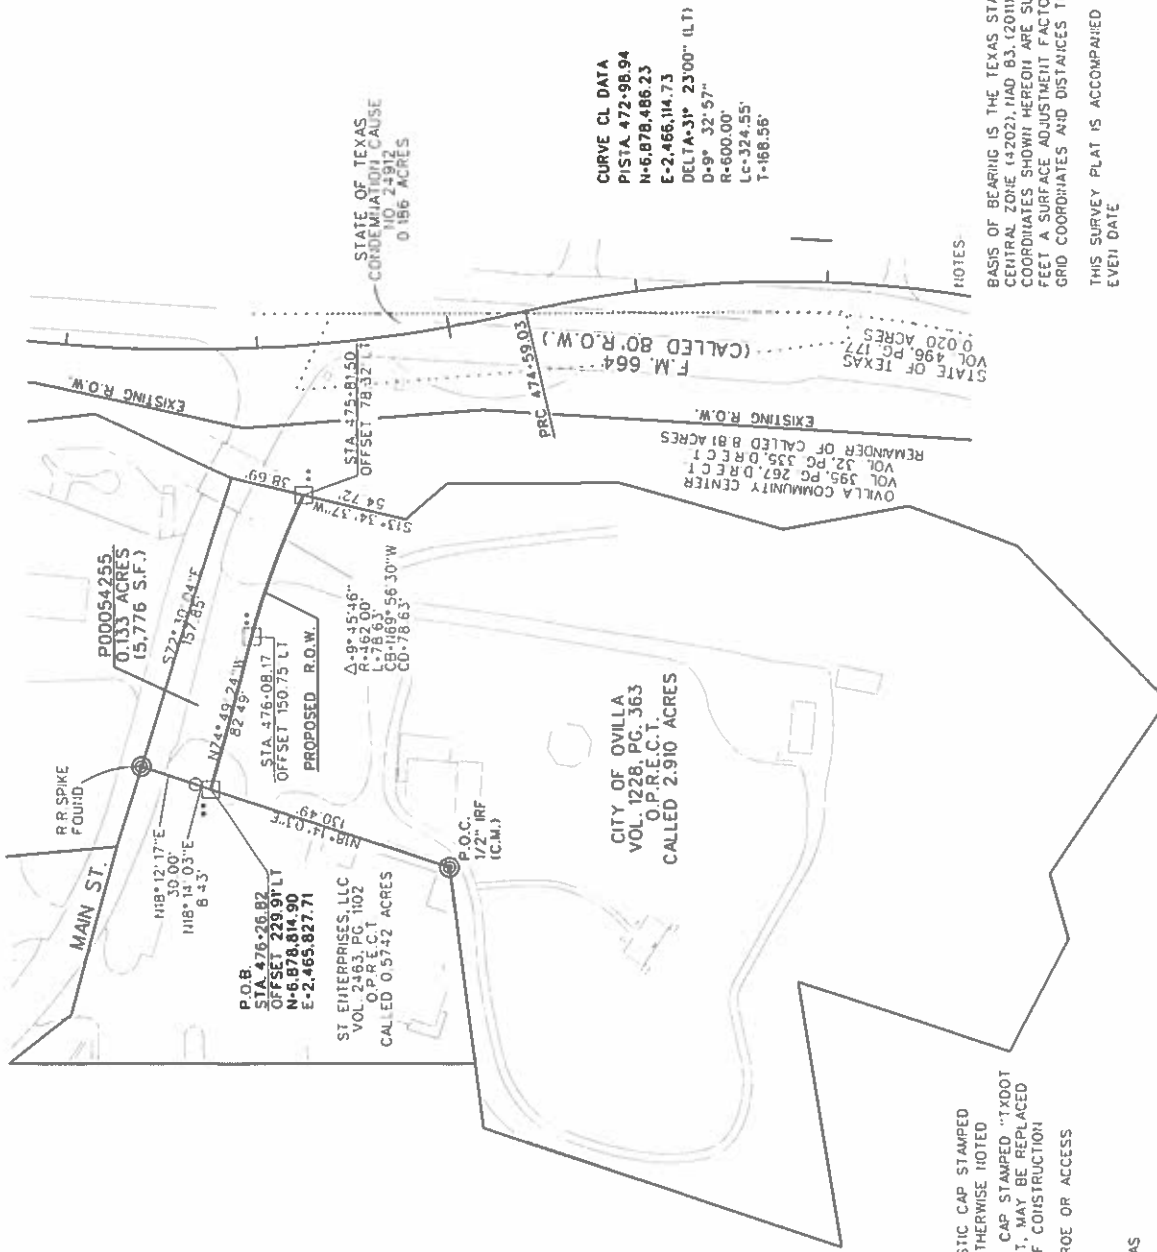 MAIN ST.
R.R.SPIKE
FOUND
P00054255
0.133 ACRES
(5,776 S.F.)
S72° 30' 04"E
157.85'
38.69'
N18° 12' 17"E
30.00'
N18° 14' 03"E
8.43'
N74° 49' 24"W
82.49'
STA. 476+08.17
OFFSET 150.75 LT
PROPOSED R.O.W.
Δ=9° 45'46"
R=462.00'
L=78.63'
CB=N69° 56'30"W
CD=78.63'
S13° 34' 37"W
54.72'
STA. 475+81.50
OFFSET 78.32' LT
EXISTING R.O.W.
STATE OF TEXAS
CONDEMNATION CAUSE
NO. 24912
0.186 ACRES
P.O.B.
STA. 476+26.82
OFFSET 229.91' LT
N=6,878,814.90
E=2,465,827.71
ST ENTERPRISES, LLC
VOL. 2463, PG. 1102
O.P.R.E.C.T.
CALLED 0.5742 ACRES
N18° 14' 03"E
130.49'
P.O.C.
1/2" IRF
(C.M.)
CITY OF OVILLA
VOL. 1228, PG. 363
O.P.R.E.C.T.
CALLED 2.910 ACRES
F.M. 664
(CALLED 80' R.O.W.)
PRC 474+59.03
EXISTING R.O.W.
OVILLA COMMUNITY CENTER
VOL. 395, PG. 267, D.R.E.C.T.
VOL. 32, PG. 335, D.R.E.C.T.
REMAINDER OF CALLED 8.81 ACRES
STATE OF TEXAS
VOL. 496, PG. 177
0.020 ACRES
CURVE CL DATA
PISTA. 472+98.94
N=6,878,486.23
E=2,466,114.73
DELTA=31° 23'00" (LT)
D=9° 32'57"
R=600.00'
Lc=324.55'
T=168.56'
NOTES:
BASIS OF BEARING IS THE TEXAS STA
CENTRAL ZONE (4202), NAD 83, (2011)
COORDINATES SHOWN HEREON ARE SU
FEET A SURFACE ADJUSTMENT FACTO
GRID COORDINATES AND DISTANCES T
THIS SURVEY PLAT IS ACCOMPANIED
EVEN DATE
STIC CAP STAMPED
THERWISE NOTED
CAP STAMPED "TXDOT
T, MAY BE REPLACED
F CONSTRUCTION
ROE OR ACCESS
AS